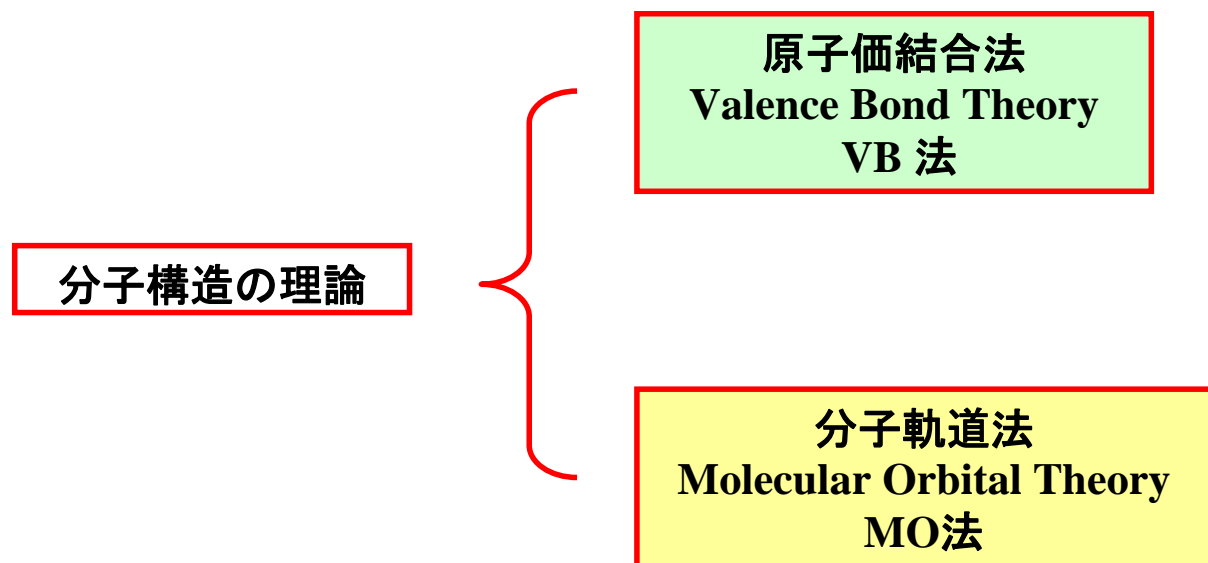 原子価結合法
Valence Bond Theory
VB 法
分子構造の理論
分子軌道法
Molecular Orbital Theory
MO法